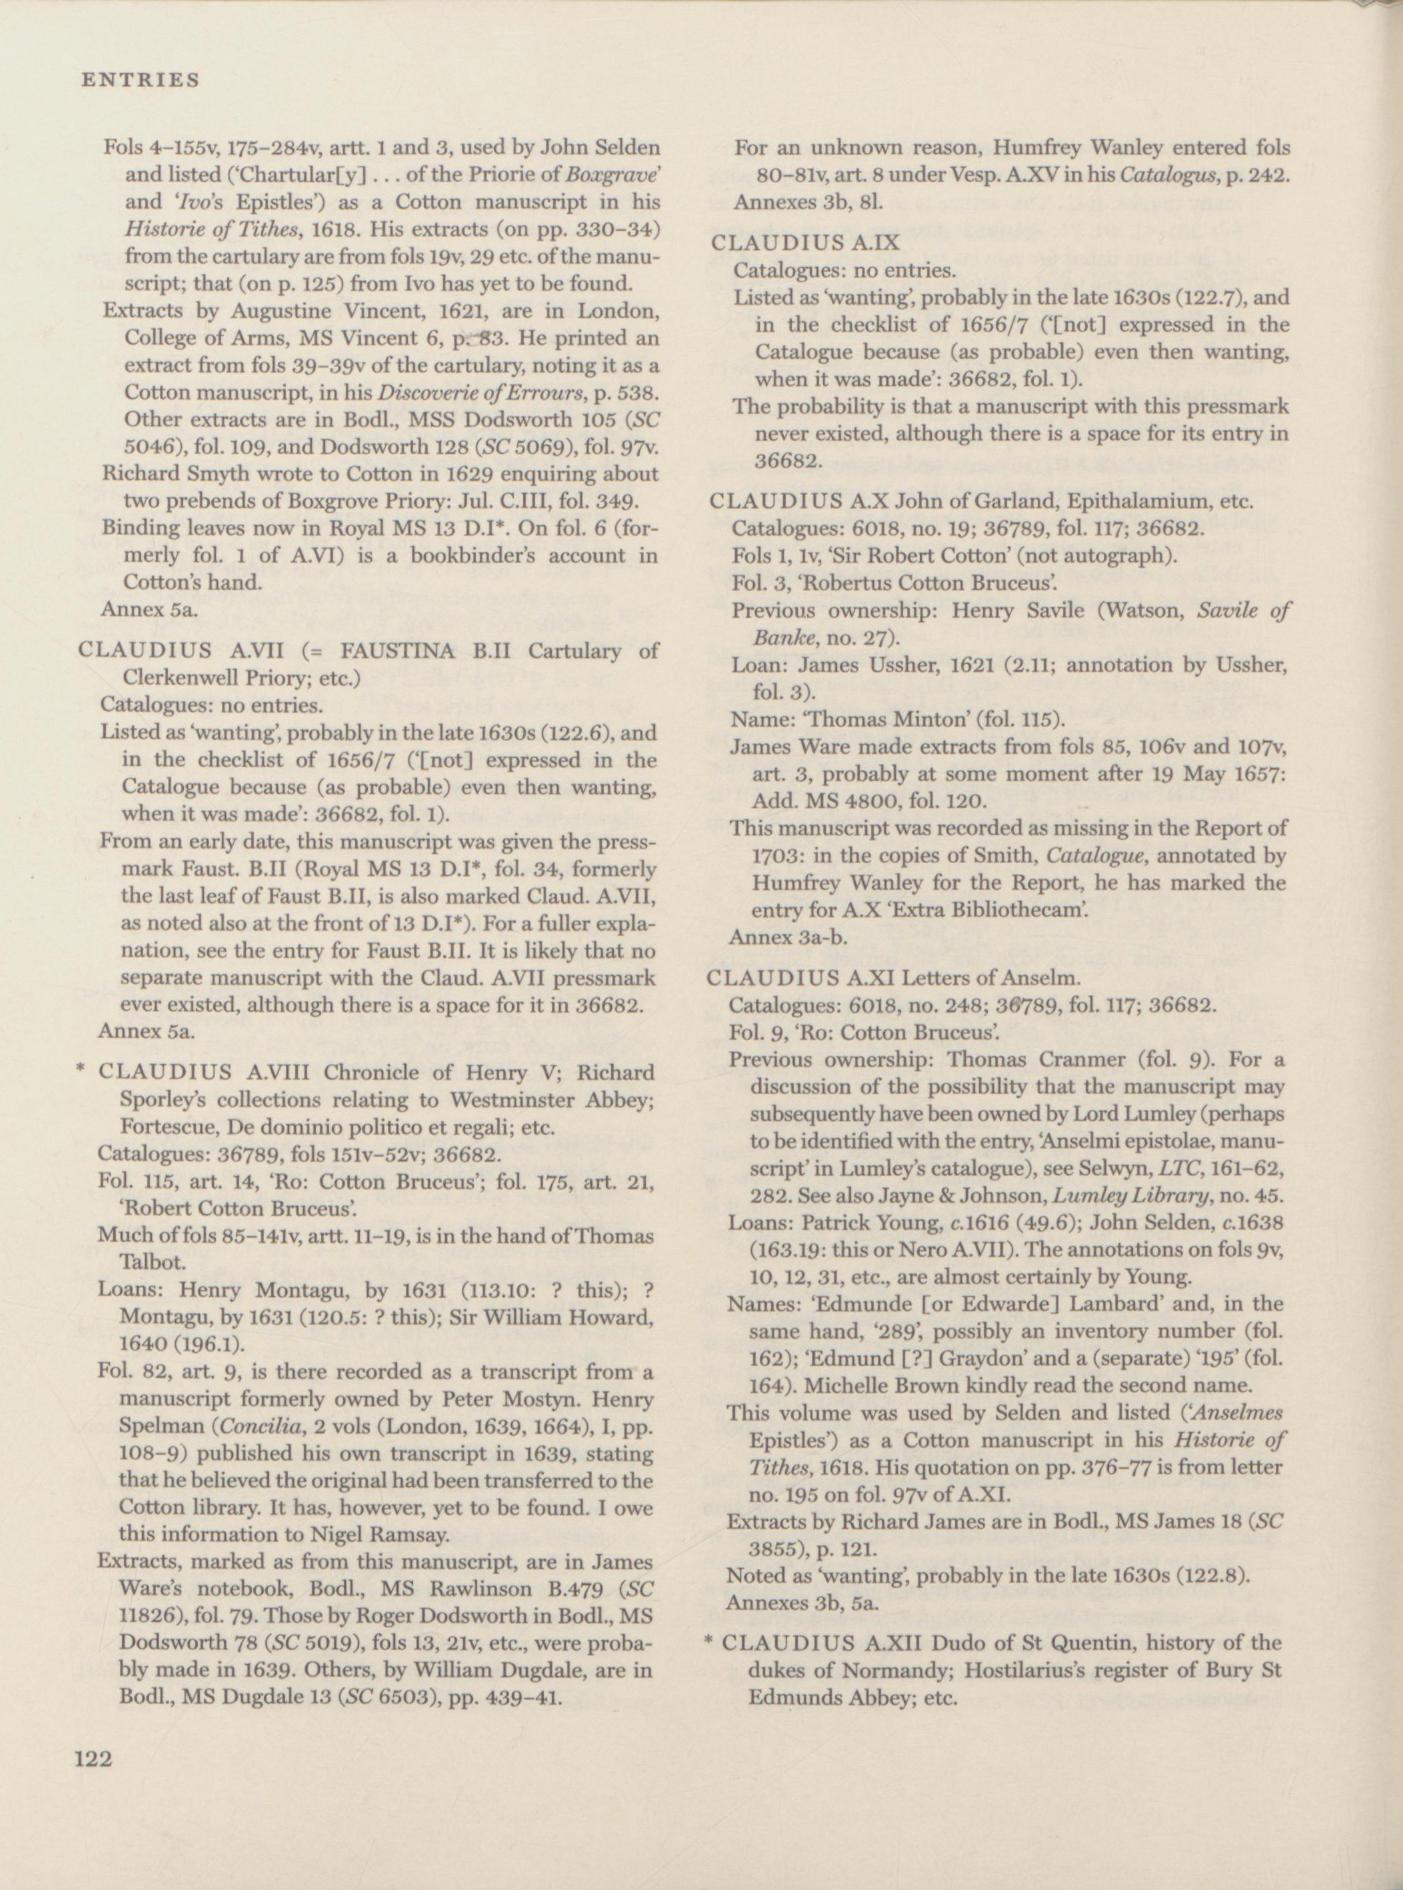 ENTRIES
Fols 4–155v, 175–284v, artt. 1 and 3, used by John Selden
and listed (‘Chartular[y] . . . of the Priorie of Boxgrave’
and ‘Ivo’s Epistles’) as a Cotton manuscript in his
Historie of Tithes, 1618. His extracts (on pp. 330–34)
from the cartulary are from fols 19v, 29 etc. of the manu-
script; that (on p. 125) from Ivo has yet to be found.
Extracts by Augustine Vincent, 1621, are in London,
College of Arms, MS Vincent 6, p. 83. He printed an
extract from fols 39–39v of the cartulary, noting it as a
Cotton manuscript, in his Discoverie of Errours, p. 538.
Other extracts are in Bodl., MSS Dodsworth 105 (SC
5046), fol. 109, and Dodsworth 128 (SC 5069), fol. 97v.
Richard Smyth wrote to Cotton in 1629 enquiring about
two prebends of Boxgrove Priory: Jul. C.III, fol. 349.
Binding leaves now in Royal MS 13 D.I*. On fol. 6 (for-
merly fol. 1 of A.VI) is a bookbinder’s account in
Cotton’s hand.
Annex 5a.
CLAUDIUS A.VII (= FAUSTINA B.II Cartulary of
Clerkenwell Priory; etc.)
Catalogues: no entries.
Listed as ‘wanting’, probably in the late 1630s (122.6), and
in the checklist of 1656/7 (‘[not] expressed in the
Catalogue because (as probable) even then wanting,
when it was made’: 36682, fol. 1).
From an early date, this manuscript was given the press-
mark Faust. B.II (Royal MS 13 D.I*, fol. 34, formerly
the last leaf of Faust B.II, is also marked Claud. A.VII,
as noted also at the front of 13 D.I*). For a fuller expla-
nation, see the entry for Faust B.II. It is likely that no
separate manuscript with the Claud. A.VII pressmark
ever existed, although there is a space for it in 36682.
Annex 5a.
* CLAUDIUS A.VIII Chronicle of Henry V; Richard
Sporley’s collections relating to Westminster Abbey;
Fortescue, De dominio politico et regali; etc.
Catalogues: 36789, fols 151v–52v; 36682.
Fol. 115, art. 14, ‘Ro: Cotton Bruceus’; fol. 175, art. 21,
‘Robert Cotton Bruceus’.
Much of fols 85–141v, artt. 11–19, is in the hand of Thomas
Talbot.
Loans: Henry Montagu, by 1631 (113.10: ? this); ?
Montagu, by 1631 (120.5: ? this); Sir William Howard,
1640 (196.1).
Fol. 82, art. 9, is there recorded as a transcript from a
manuscript formerly owned by Peter Mostyn. Henry
Spelman (Concilia, 2 vols (London, 1639, 1664), I, pp.
108–9) published his own transcript in 1639, stating
that he believed the original had been transferred to the
Cotton library. It has, however, yet to be found. I owe
this information to Nigel Ramsay.
Extracts, marked as from this manuscript, are in James
Ware’s notebook, Bodl., MS Rawlinson B.479 (SC
11826), fol. 79. Those by Roger Dodsworth in Bodl., MS
Dodsworth 78 (SC 5019), fols 13, 21v, etc., were proba-
bly made in 1639. Others, by William Dugdale, are in
Bodl., MS Dugdale 13 (SC 6503), pp. 439–41.
For an unknown reason, Humfrey Wanley entered fols
80–81v, art. 8 under Vesp. A.XV in his Catalogus, p. 242.
Annexes 3b, 8l.
CLAUDIUS A.IX
Catalogues: no entries.
Listed as ‘wanting’, probably in the late 1630s (122.7), and
in the checklist of 1656/7 (‘[not] expressed in the
Catalogue because (as probable) even then wanting,
when it was made’: 36682, fol. 1).
The probability is that a manuscript with this pressmark
never existed, although there is a space for its entry in
36682.
CLAUDIUS A.X John of Garland, Epithalamium, etc.
Catalogues: 6018, no. 19; 36789, fol. 117; 36682.
Fols 1, 1v, ‘Sir Robert Cotton’ (not autograph).
Fol. 3, ‘Robertus Cotton Bruceus’.
Previous ownership: Henry Savile (Watson, Savile of
Banke, no. 27).
Loan: James Ussher, 1621 (2.11; annotation by Ussher,
fol. 3).
Name: ‘Thomas Minton’ (fol. 115).
James Ware made extracts from fols 85, 106v and 107v,
art. 3, probably at some moment after 19 May 1657:
Add. MS 4800, fol. 120.
This manuscript was recorded as missing in the Report of
1703: in the copies of Smith, Catalogue, annotated by
Humfrey Wanley for the Report, he has marked the
entry for A.X ‘Extra Bibliothecam’.
Annex 3a-b.
CLAUDIUS A.XI Letters of Anselm.
Catalogues: 6018, no. 248; 36789, fol. 117; 36682.
Fol. 9, ‘Ro: Cotton Bruceus’.
Previous ownership: Thomas Cranmer (fol. 9). For a
discussion of the possibility that the manuscript may
subsequently have been owned by Lord Lumley (perhaps
to be identified with the entry, ‘Anselmi epistolae, manu-
script’ in Lumley’s catalogue), see Selwyn, LTC, 161–62,
282. See also Jayne & Johnson, Lumley Library, no. 45.
Loans: Patrick Young, c.1616 (49.6); John Selden, c.1638
(163.19: this or Nero A.VII). The annotations on fols 9v,
10, 12, 31, etc., are almost certainly by Young.
Names: ‘Edmunde [or Edwarde] Lambard’ and, in the
same hand, ‘289’, possibly an inventory number (fol.
162); ‘Edmund [?] Graydon’ and a (separate) ‘195’ (fol.
164). Michelle Brown kindly read the second name.
This volume was used by Selden and listed (‘Anselmes
Epistles’) as a Cotton manuscript in his Historie of
Tithes, 1618. His quotation on pp. 376–77 is from letter
no. 195 on fol. 97v of A.XI.
Extracts by Richard James are in Bodl., MS James 18 (SC
3855), p. 121.
Noted as ‘wanting’, probably in the late 1630s (122.8).
Annexes 3b, 5a.
* CLAUDIUS A.XII Dudo of St Quentin, history of the
dukes of Normandy; Hostilarius’s register of Bury St
Edmunds Abbey; etc.
122